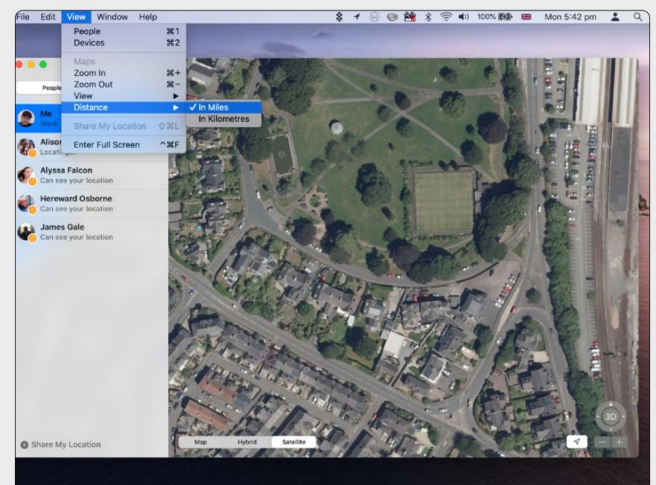 File Edit View Window Help 100% Mon 5:42 pm
People ⌘1
Devices ⌘2
Maps
Zoom In ⌘+
Zoom Out ⌘−
View ▶
Distance ▶
✓ In Miles
In Kilometres
Share My Location ⇧⌘L
Enter Full Screen ^⌘F
People
Me
Work
Alison
Alyssa Falcon
Can see your location
Hereward Osborne
Can see your location
James Gale
Can see your location
Share My Location
Map Hybrid Satellite
3D